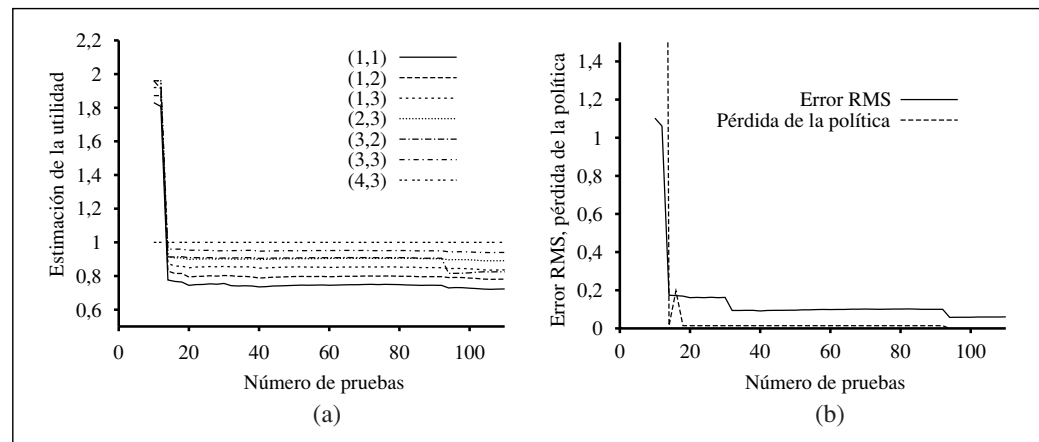 2,2
2
1,8
1,6
1,4
1,2
1
0,8
0,6
0 20 40 60 80 100
Estimación de la utilidad
Número de pruebas
(1,1)
(1,2)
(1,3)
(2,3)
(3,2)
(3,3)
(4,3)
(a)
1,4
1,2
1
0,8
0,6
0,4
0,2
0
0 20 40 60 80 100
Error RMS, pérdida de la política
Número de pruebas
Error RMS
Pérdida de la política
(b)